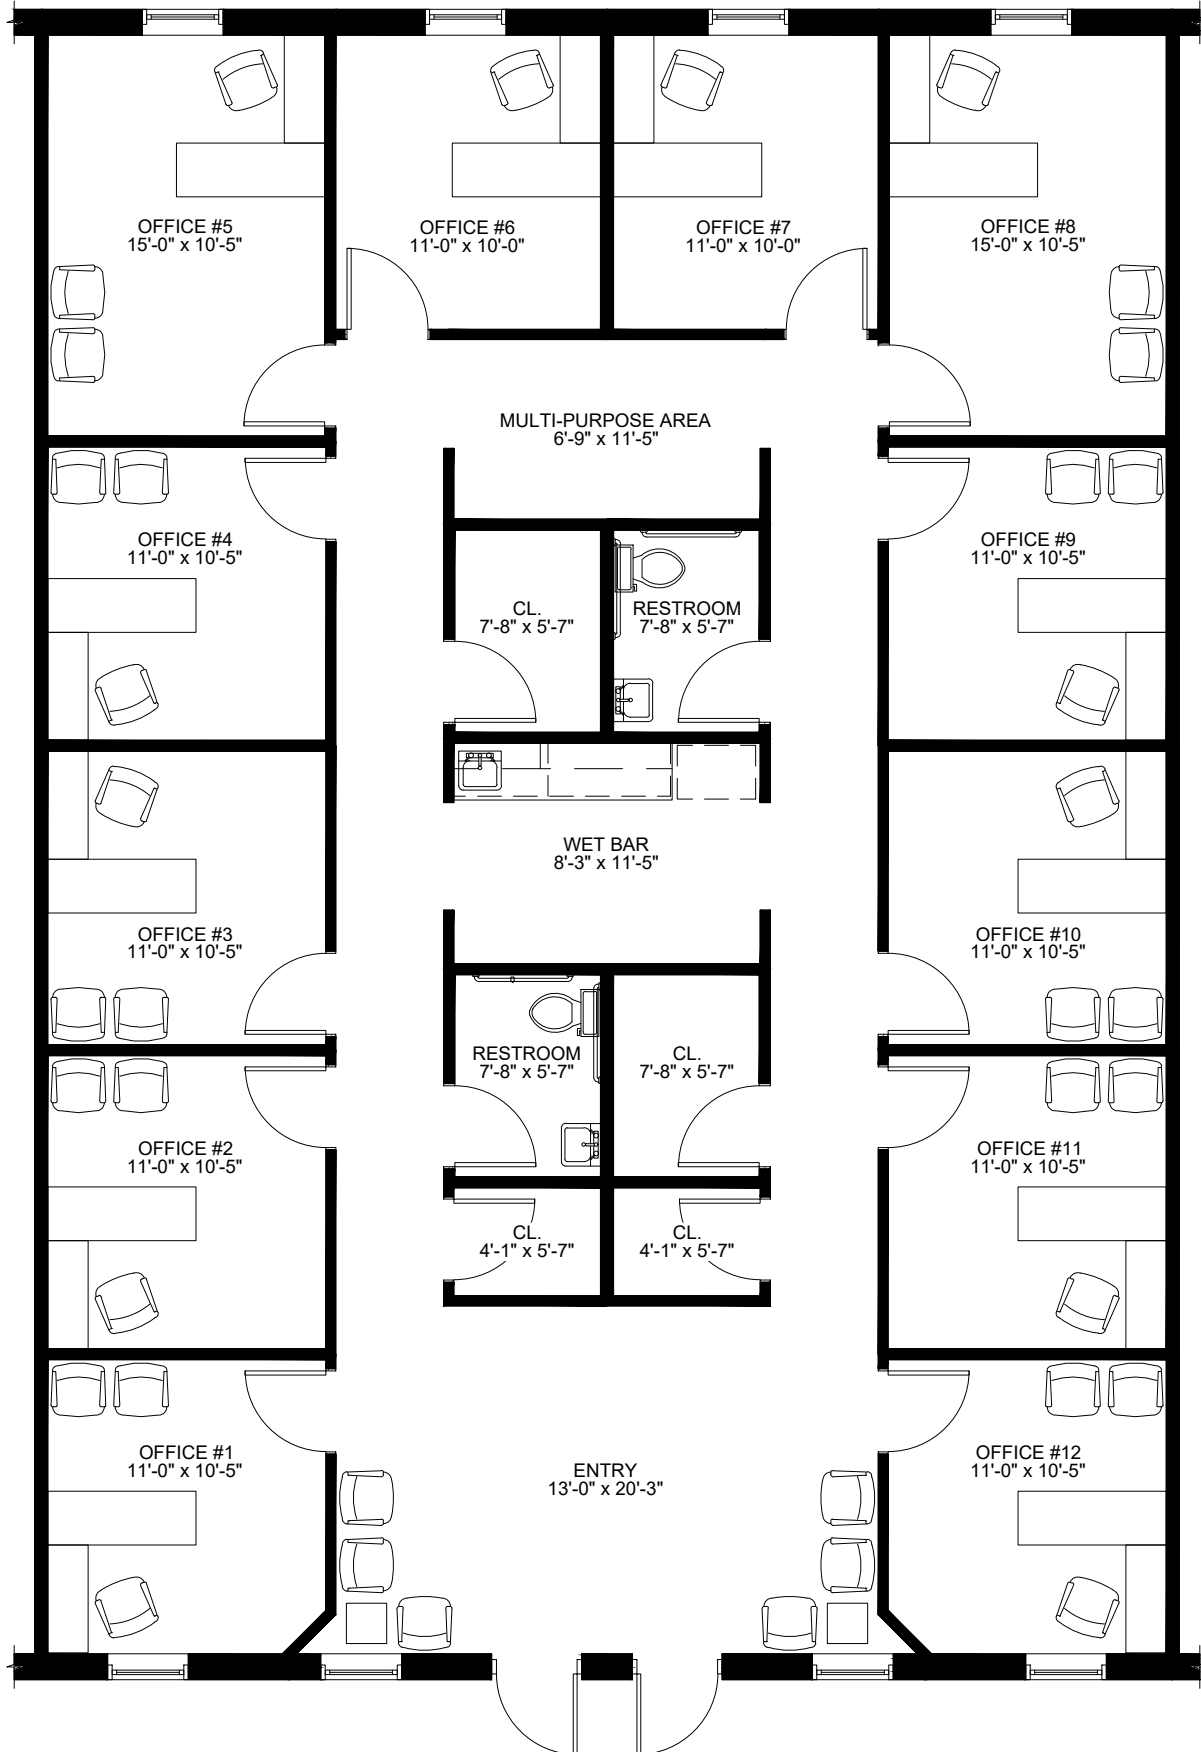 OFFICE #5
15'-0" x 10'-5"
OFFICE #6
11'-0" x 10'-0"
OFFICE #7
11'-0" x 10'-0"
OFFICE #8
15'-0" x 10'-5"
MULTI-PURPOSE AREA
6'-9" x 11'-5"
OFFICE #4
11'-0" x 10'-5"
OFFICE #9
11'-0" x 10'-5"
CL.
7'-8" x 5'-7"
RESTROOM
7'-8" x 5'-7"
WET BAR
8'-3" x 11'-5"
OFFICE #3
11'-0" x 10'-5"
OFFICE #10
11'-0" x 10'-5"
RESTROOM
7'-8" x 5'-7"
CL.
7'-8" x 5'-7"
OFFICE #2
11'-0" x 10'-5"
OFFICE #11
11'-0" x 10'-5"
CL.
4'-1" x 5'-7"
CL.
4'-1" x 5'-7"
OFFICE #1
11'-0" x 10'-5"
ENTRY
13'-0" x 20'-3"
OFFICE #12
11'-0" x 10'-5"